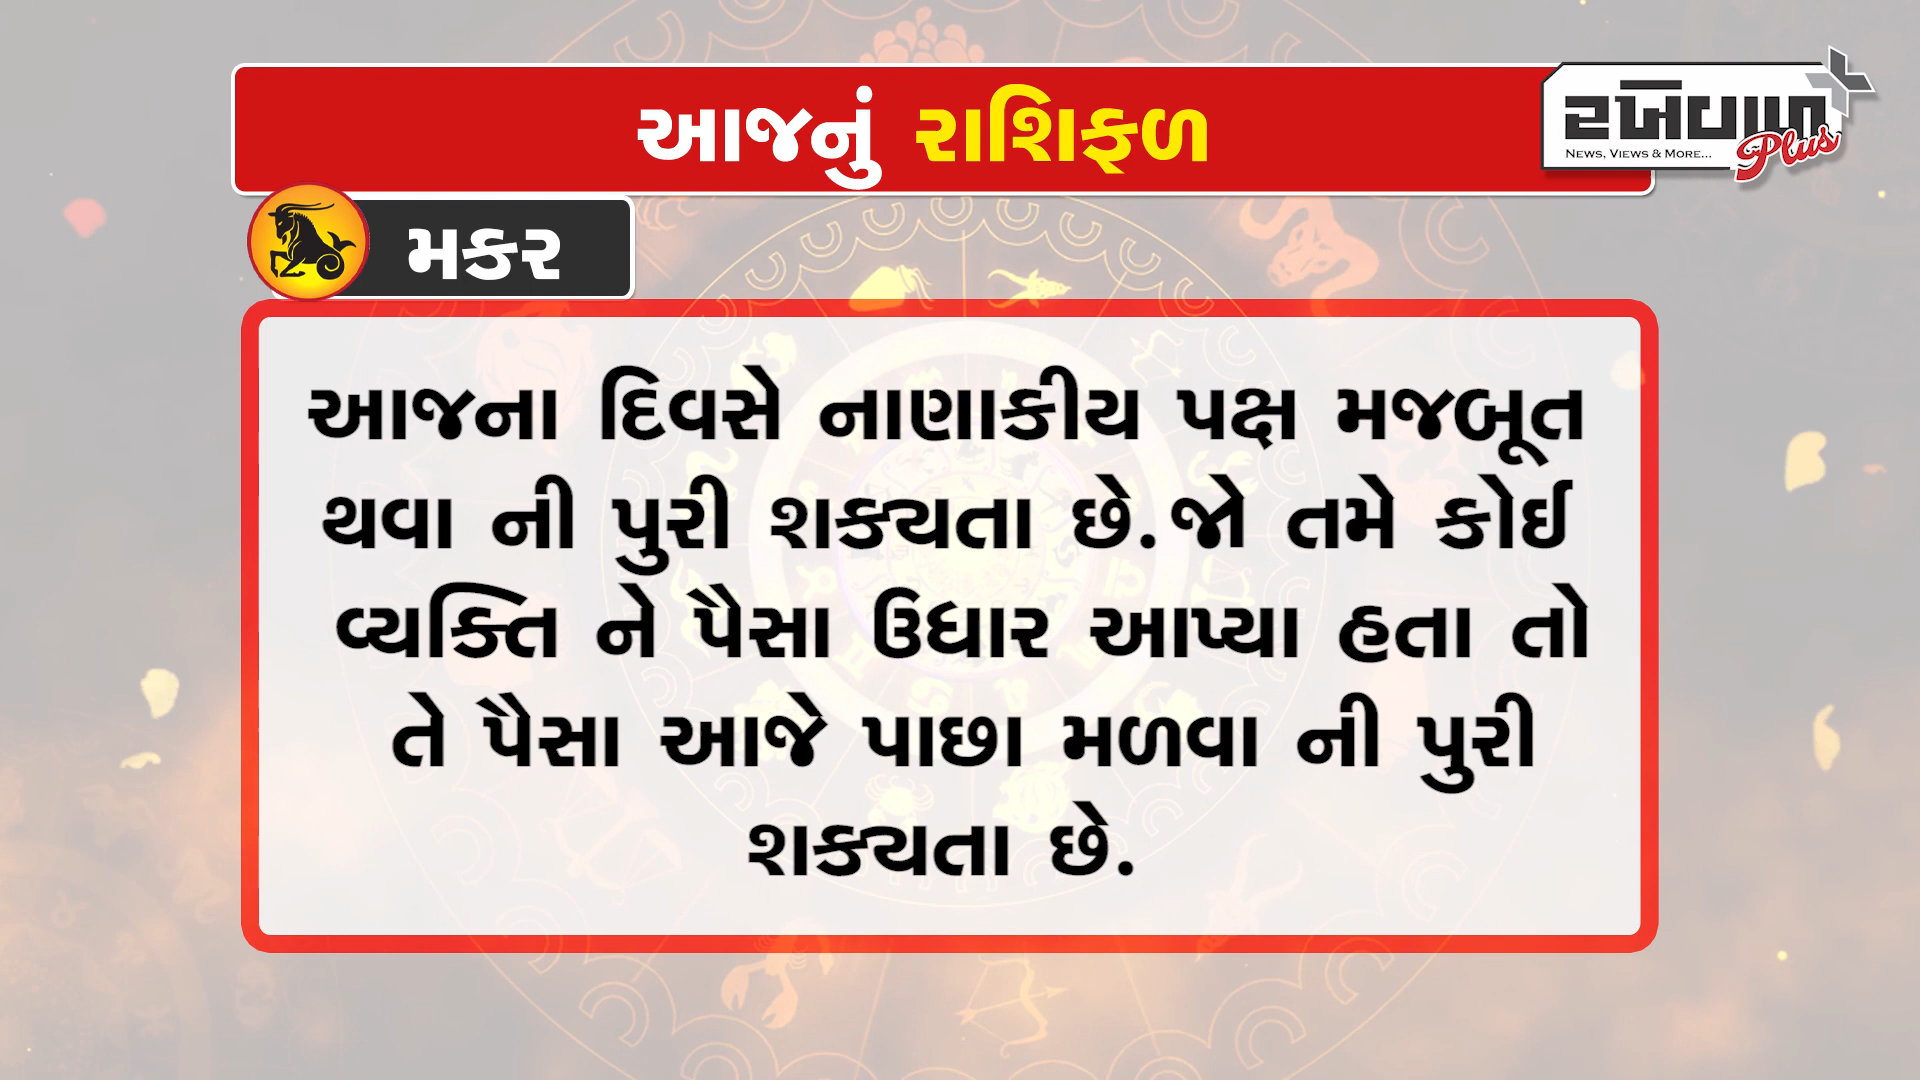 આજનું રાશિફળ
રખેવાળ
Plus
NEWS, VIEWS & MORE...
મકર
આજના દિવસે નાણાકીય પક્ષ મજબૂત
થવા ની પુરી શક્યતા છે.જો તમે કોઈ
વ્યક્તિ ને પૈસા ઉધાર આપ્યા હતા તો
તે પૈસા આજે પાછા મળવા ની પુરી
શક્યતા છે.